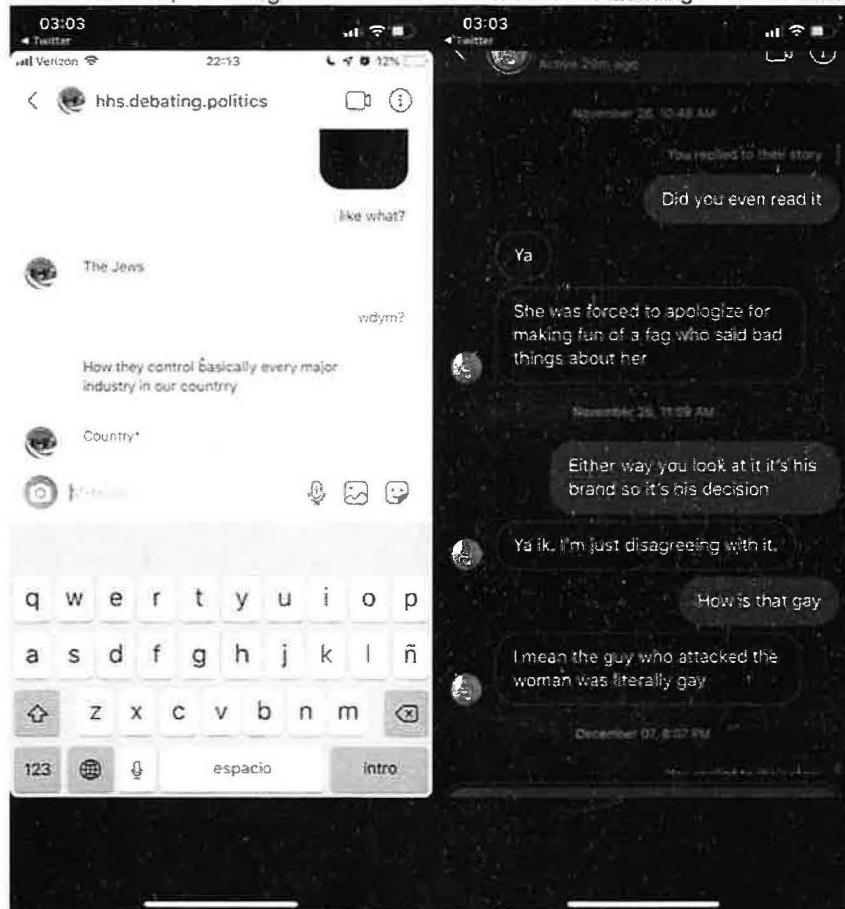 03:03
Twitter
Verizon
22:13
12%
hhs.debating.politics
like what?
The Jews
wdym?
How they control basically every major
industry in our countrry
Country*
q w e r t y u i o p
a s d f g h j k l ñ
z x c v b n m
123
espacio
intro
03:03
Twitter
Active 29m ago
November 26, 10:48 AM
You replied to their story
Did you even read it
Ya
She was forced to apologize for
making fun of a fag who said bad
things about her
November 26, 11:59 AM
Either way you look at it it's his
brand so it's his decision
Ya ik. I'm just disagreeing with it.
How is that gay
I mean the guy who attacked the
woman was literally gay
December 07, 8:07 PM